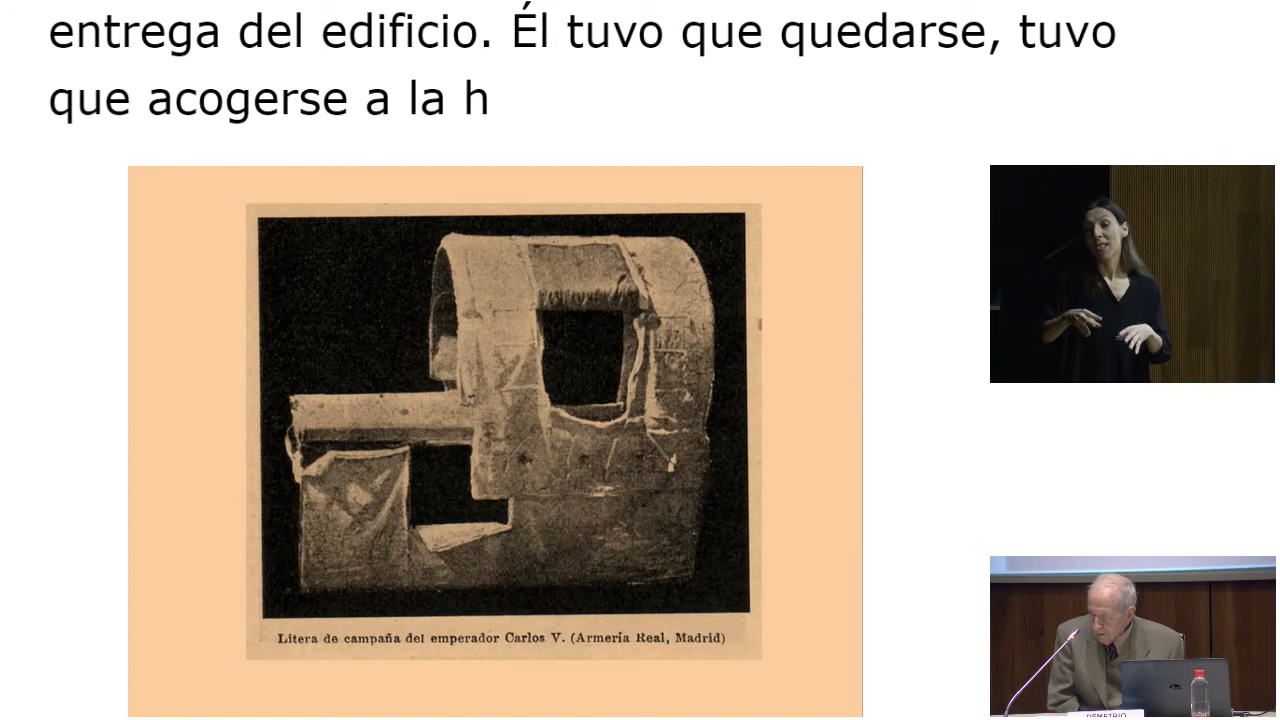 entrega del edificio. Él tuvo que quedarse, tuvo
que acogerse a la h
Litera de campaña del emperador Carlos V. (Armería Real, Madrid)
DEMETRIO